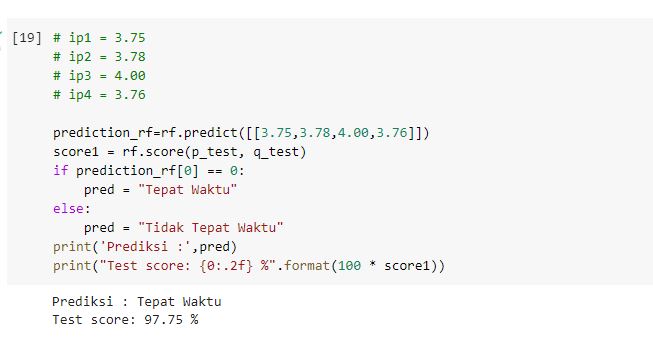 [19] # ip1 = 3.75
# ip2 = 3.78
# ip3 = 4.00
# ip4 = 3.76
prediction_rf=rf.predict([[3.75,3.78,4.00,3.76]])
score1 = rf.score(p_test, q_test)
if prediction_rf[0] == 0:
    pred = "Tepat Waktu"
else:
    pred = "Tidak Tepat Waktu"
print('Prediksi :',pred)
print("Test score: {0:.2f} %".format(100 * score1))
Prediksi : Tepat Waktu
Test score: 97.75 %